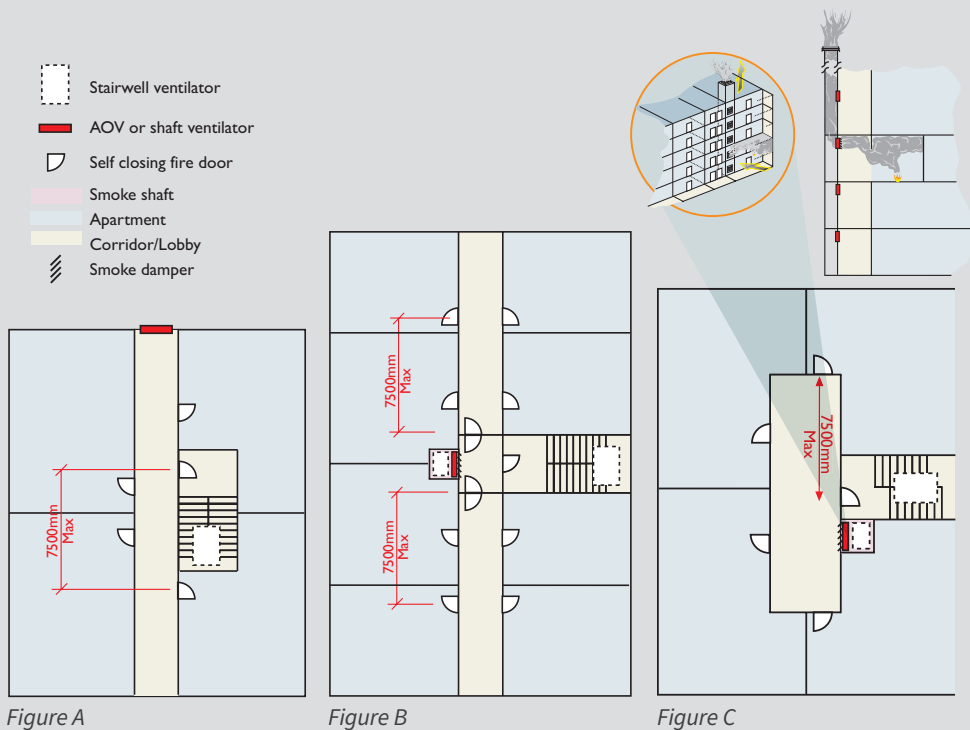 Stairwell ventilator
AOV or shaft ventilator
Self closing fire door
Smoke shaft
Apartment
Corridor/Lobby
Smoke damper
7500mm
Max
Figure A
7500mm
Max
7500mm
Max
Figure B
7500mm
Max
Figure C